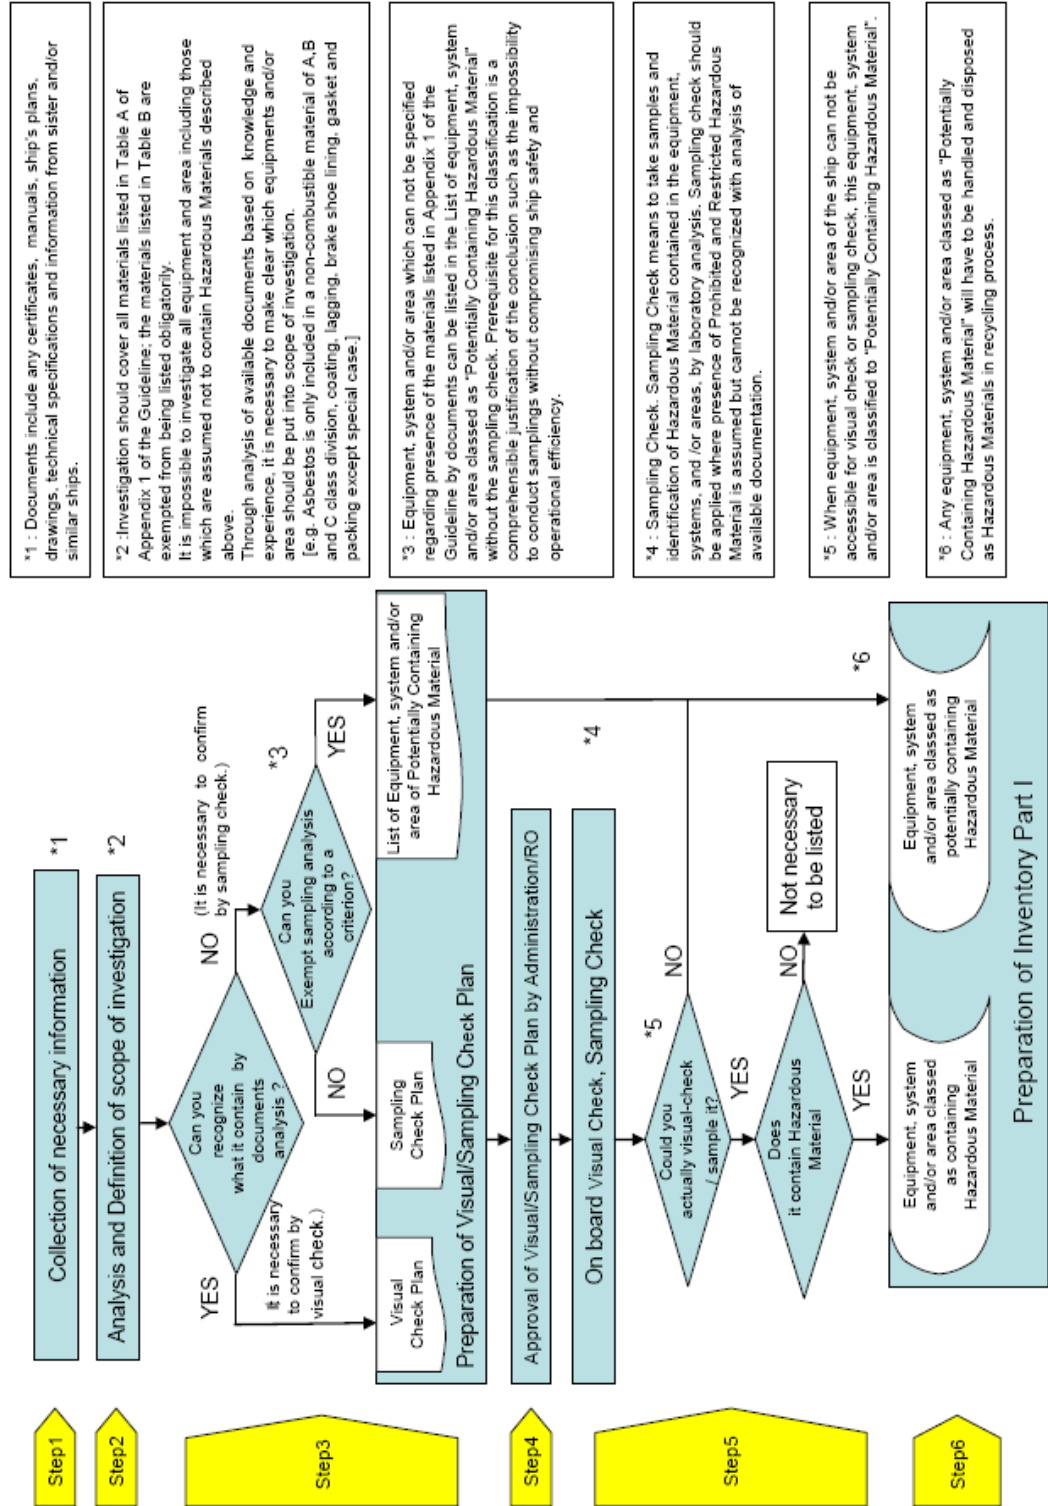 Step1
Collection of necessary information
*1
Step2
Analysis and Definition of scope of investigation
*2
Step3
Can you
recognize
what it contain by
documents
analysis ?
YES
It is necessary
to confirm by
visual check.)
NO
(It is necessary to confirm
by sampling check.)
*3
Can you
Exempt sampling analysis
according to a
criterion?
NO
YES
Visual
Check Plan
Sampling
Check Plan
List of Equipment, system and/or
area of Potentially Containing
Hazardous Material
Preparation of Visual/Sampling Check Plan
Step4
Approval of Visual/Sampling Check Plan by Administration/RO
Step5
On board Visual Check, Sampling Check
*4
*5
Could you
actually visual-check
/ sample it?
NO
YES
Does
it contain Hazardous
Material
NO
Not necessary
to be listed
YES
*6
Step6
Equipment, system
and/or area classed
as containing
Hazardous Material
Equipment, system
and/or area classed as
potentially containing
Hazardous Material
Preparation of Inventory Part I
*1 : Documents include any certificates, manuals, ship's plans,
drawings, technical specifications and information from sister and/or
similar ships.
*2 :Investigation should cover all materials listed in Table A of
Appendix 1 of the Guideline; the materials listed in Table B are
exempted from being listed obligatorily.
It is impossible to investigate all equipment and area including those
which are assumed not to contain Hazardous Materials described
above.
Through analysis of available documents based on knowledge and
experience, it is necessary to make clear which equipments and/or
area should be put into scope of investigation.
[e.g. Asbestos is only included in a non-combustible material of A,B
and C class division, coating, lagging, brake shoe lining, gasket and
packing except special case.]
*3 : Equipment, system and/or area which can not be specified
regarding presence of the materials listed in Appendix 1 of the
Guideline by documents can be listed in the List of equipment, system
and/or area classed as "Potentially Containing Hazardous Material"
without the sampling check. Prerequisite for this classification is a
comprehensible justification of the conclusion such as the impossibility
to conduct samplings without compromising ship safety and
operational efficiency.
*4 : Sampling Check. Sampling Check means to take samples and
identification of Hazardous Material contained in the equipment,
systems, and /or areas, by laboratory analysis. Sampling check should
be applied where presence of Prohibited and Restricted Hazardous
Material is assumed but cannot be recognized with analysis of
available documentation.
*5 : When equipment, system and/or area of the ship can not be
accessible for visual check or sampling check, this equipment, system
and/or area is classified to "Potentially Containing Hazardous Material".
*6 : Any equipment, system and/or area classed as "Potentially
Containing Hazardous Material" will have to be handled and disposed
as Hazardous Materials in recycling process.